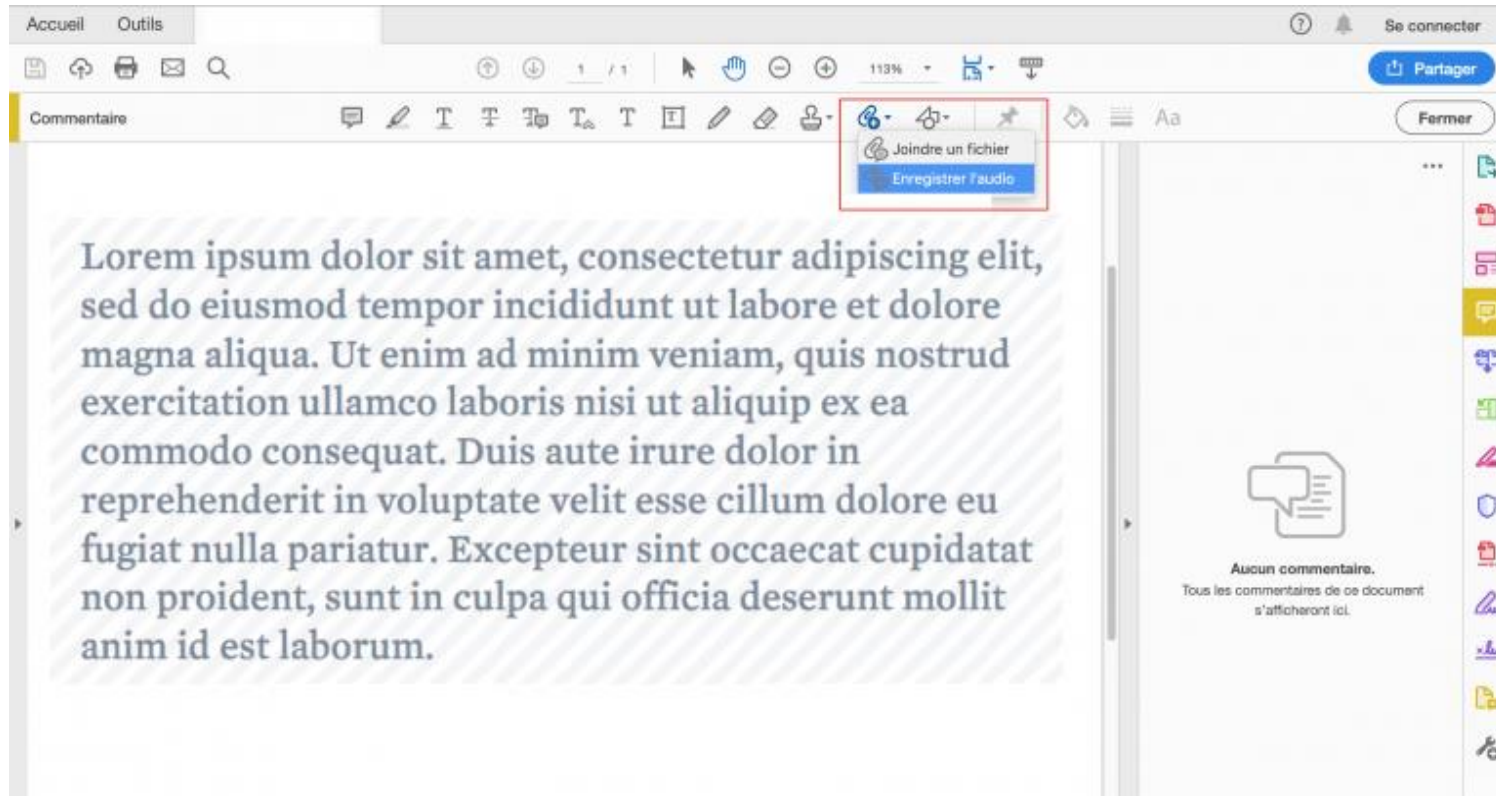 Accueil Outils
Se connecter
1 / 1
113%
Partager
Commentaire
Aa
Fermer
Joindre un fichier
Enregistrer l'audio
Lorem ipsum dolor sit amet, consectetur adipiscing elit,
sed do eiusmod tempor incididunt ut labore et dolore
magna aliqua. Ut enim ad minim veniam, quis nostrud
exercitation ullamco laboris nisi ut aliquip ex ea
commodo consequat. Duis aute irure dolor in
reprehenderit in voluptate velit esse cillum dolore eu
fugiat nulla pariatur. Excepteur sint occaecat cupidatat
non proident, sunt in culpa qui officia deserunt mollit
anim id est laborum.
Aucun commentaire.
Tous les commentaires de ce document
s'afficheront ici.